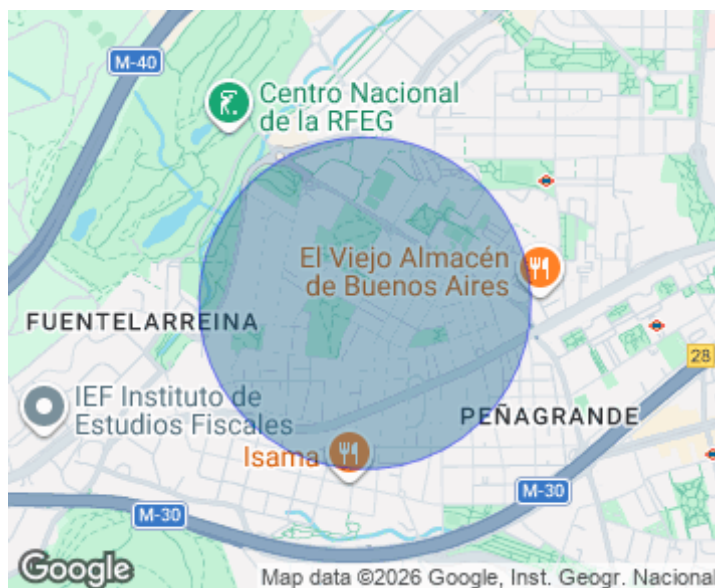 M-40
Centro Nacional
de la RFEG
El Viejo Almacén
de Buenos Aires
FUENTELARREINA
28
IEF Instituto de
Estudios Fiscales
PEÑAGRANDE
Isama
M-30
M-30
Google
Map data ©2026 Google, Inst. Geogr. Nacional